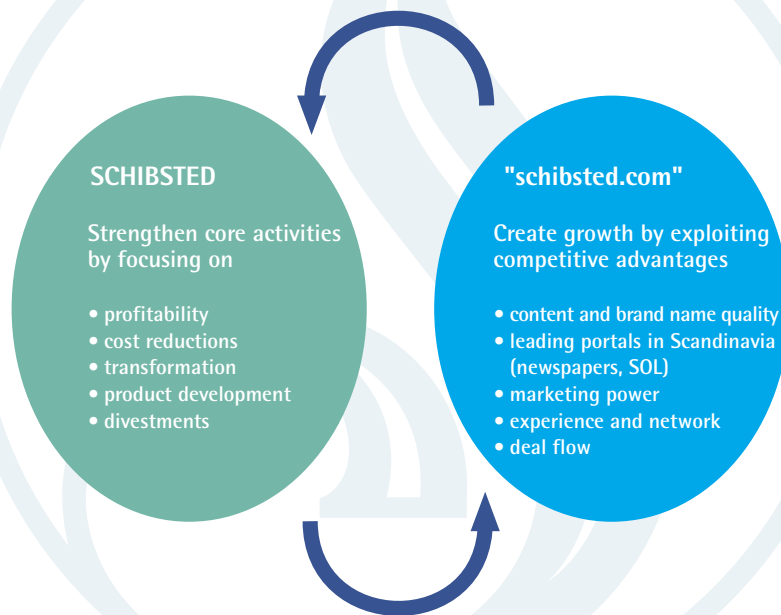 SCHIBSTED
Strengthen core activities
by focusing on
• profitability
• cost reductions
• transformation
• product development
• divestments
"schibsted.com"
Create growth by exploiting
competitive advantages
• content and brand name quality
• leading portals in Scandinavia
(newspapers, SOL)
• marketing power
• experience and network
• deal flow